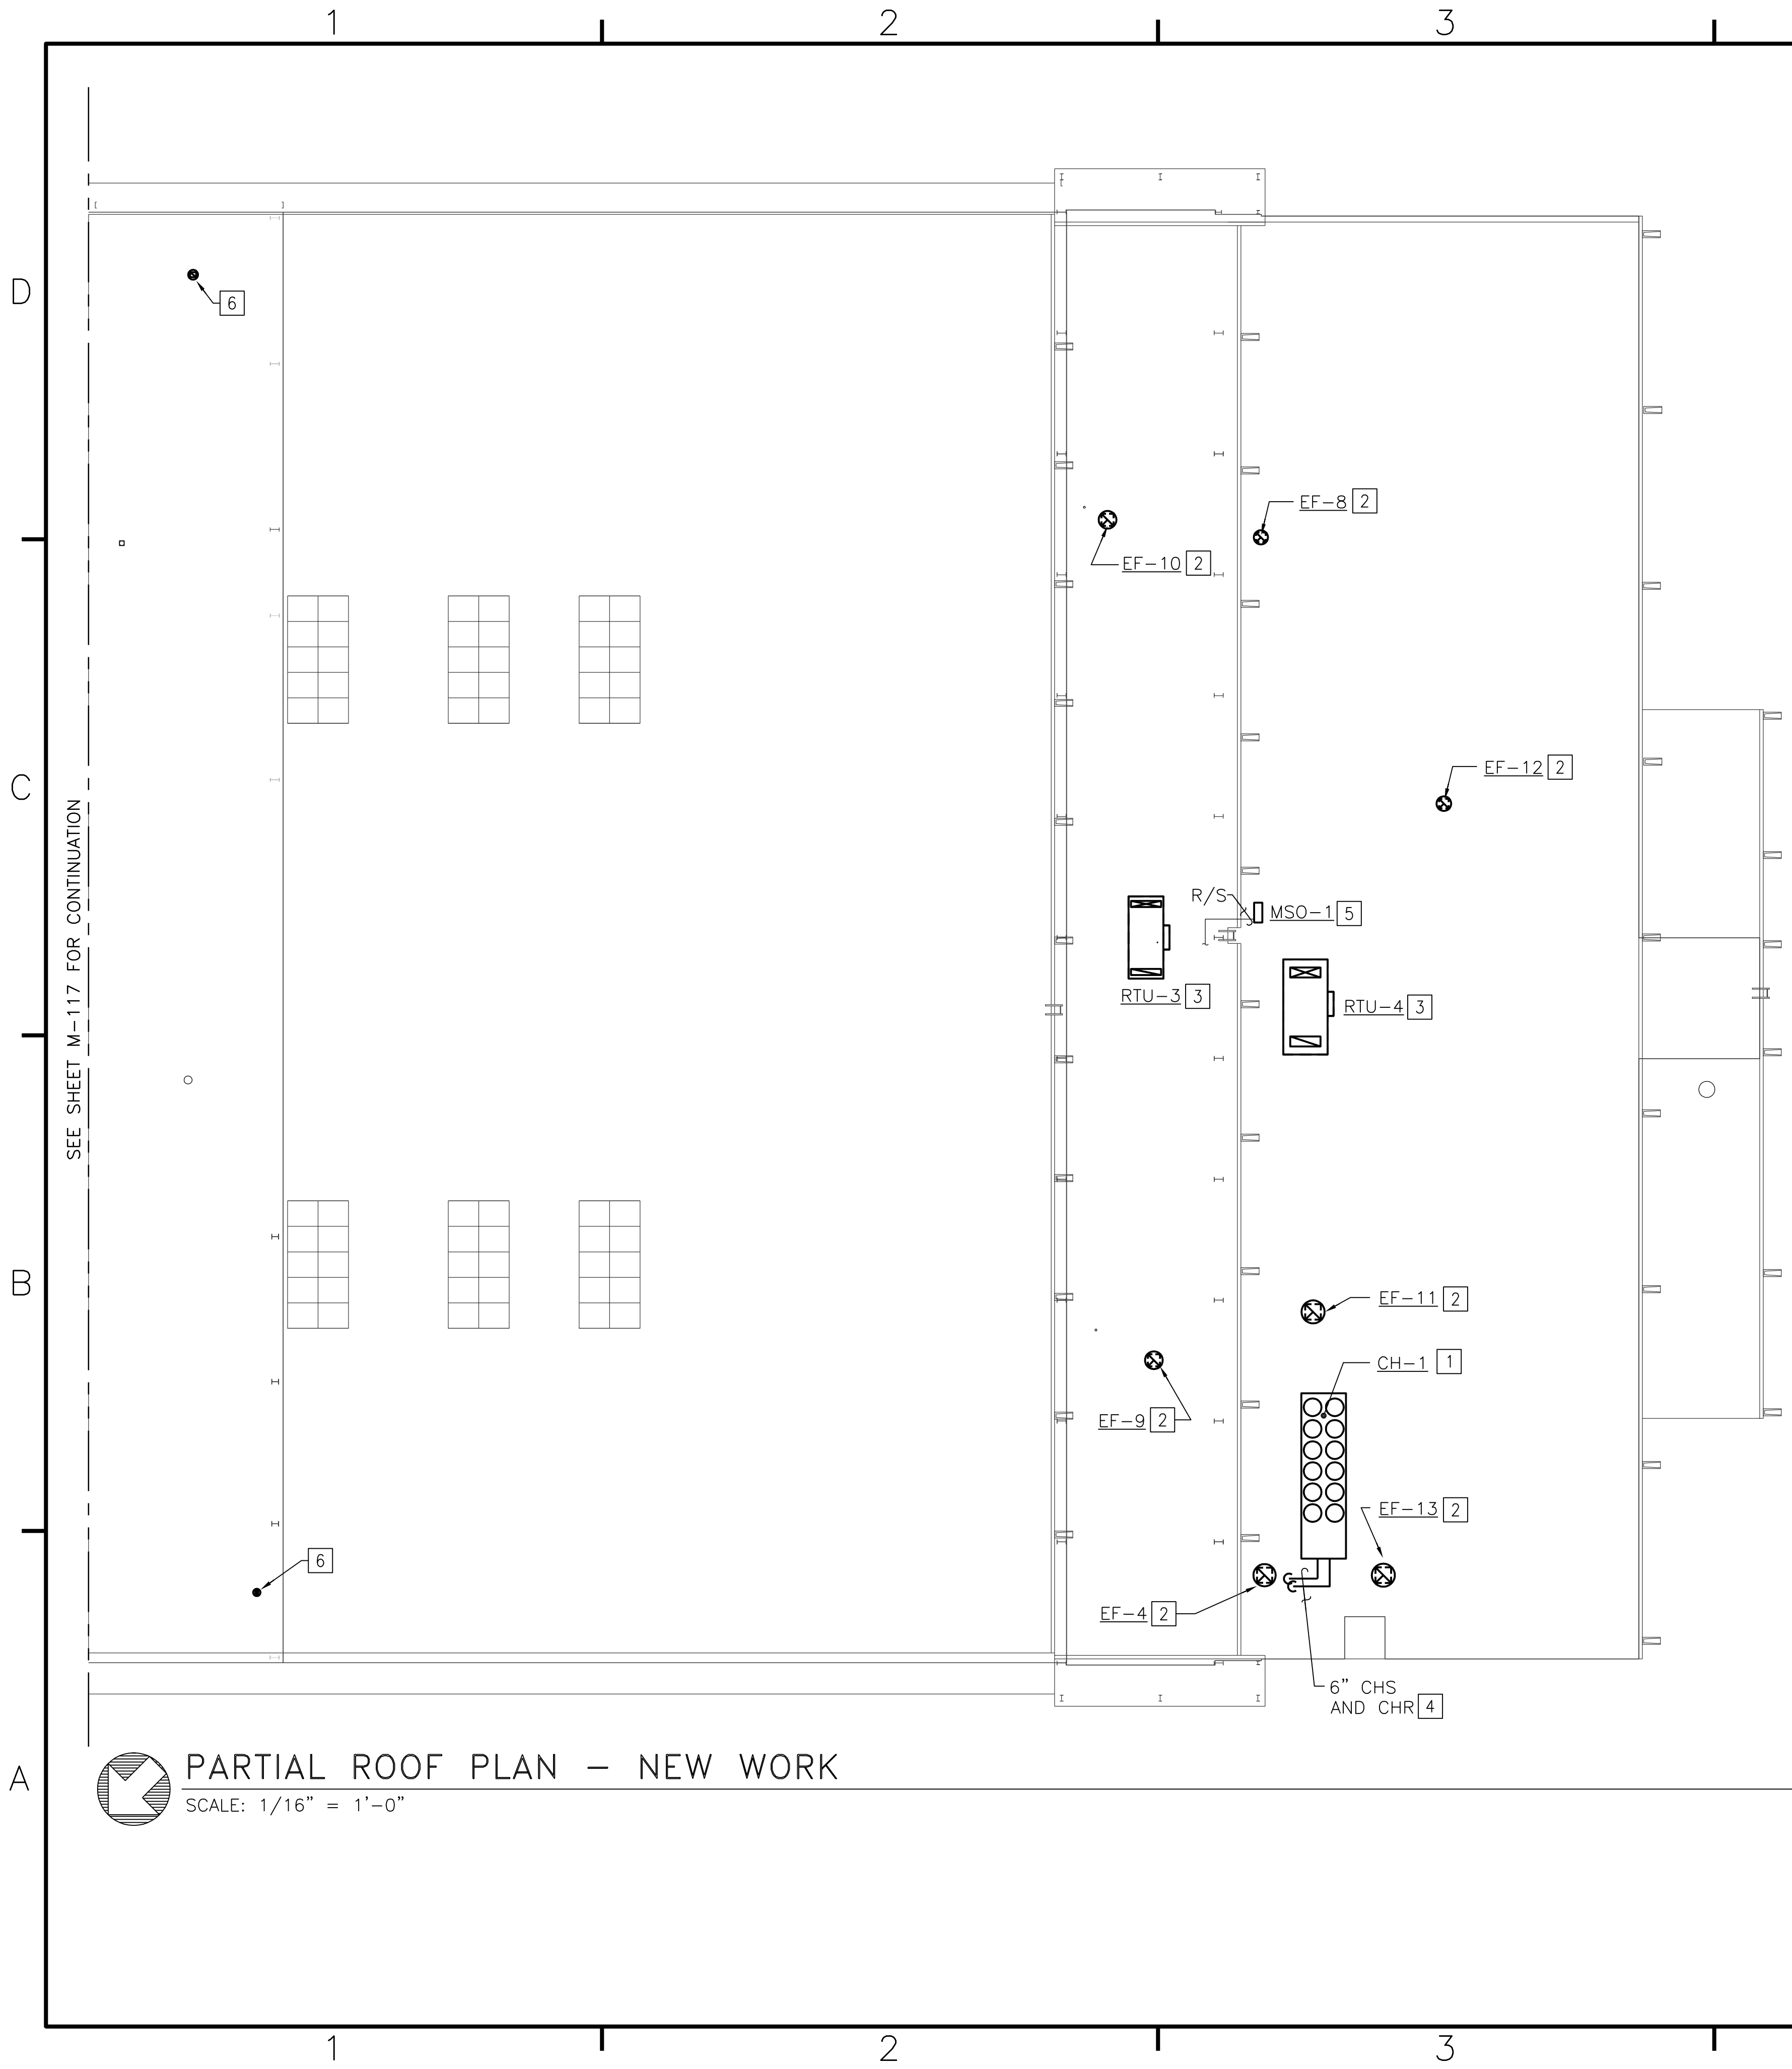 1 2 3
D
6
EF-8 2
EF-10 2
C
EF-12 2
SEE SHEET M-117 FOR CONTINUATION
R/S
MSO-1 5
RTU-3 3
RTU-4 3
B
EF-11 2
CH-1 1
EF-9 2
EF-13 2
6
EF-4 2
6" CHS
AND CHR 4
A
PARTIAL ROOF PLAN - NEW WORK
SCALE: 1/16" = 1'-0"
1 2 3